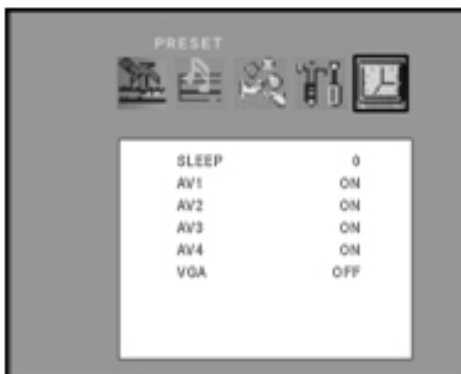 PRESET
SLEEP 0
AV1 ON
AV2 ON
AV3 ON
AV4 ON
VGA OFF